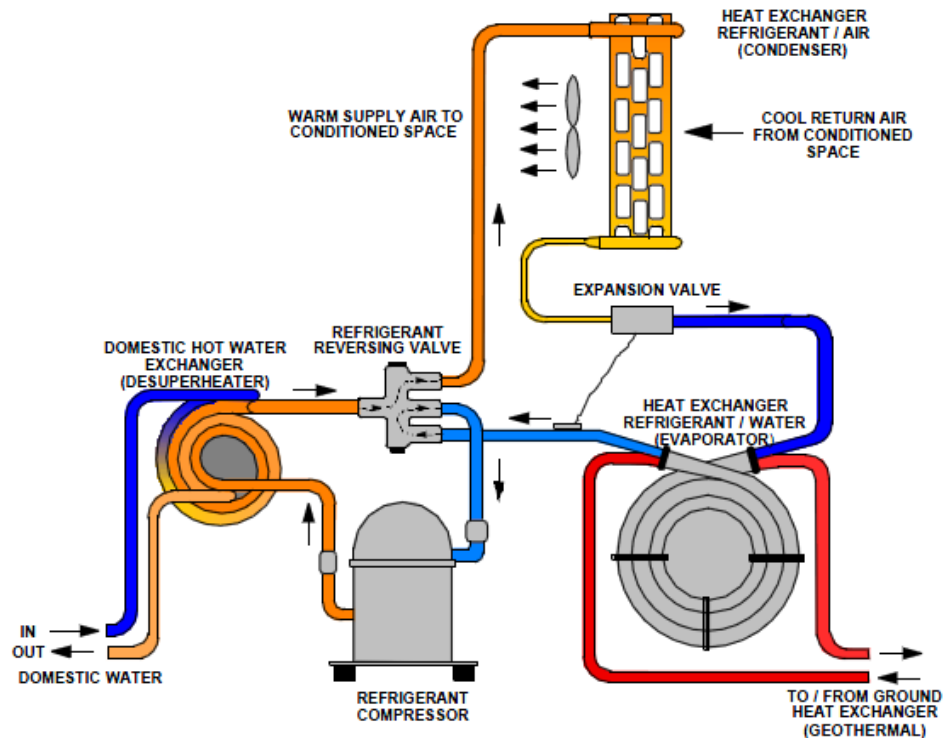 HEAT EXCHANGER
REFRIGERANT / AIR
(CONDENSER)
WARM SUPPLY AIR TO
CONDITIONED SPACE
COOL RETURN AIR
FROM CONDITIONED
SPACE
EXPANSION VALVE
REFRIGERANT
REVERSING VALVE
DOMESTIC HOT WATER
EXCHANGER
(DESUPERHEATER)
HEAT EXCHANGER
REFRIGERANT / WATER
(EVAPORATOR)
IN
OUT
DOMESTIC WATER
REFRIGERANT
COMPRESSOR
TO / FROM GROUND
HEAT EXCHANGER
(GEOTHERMAL)